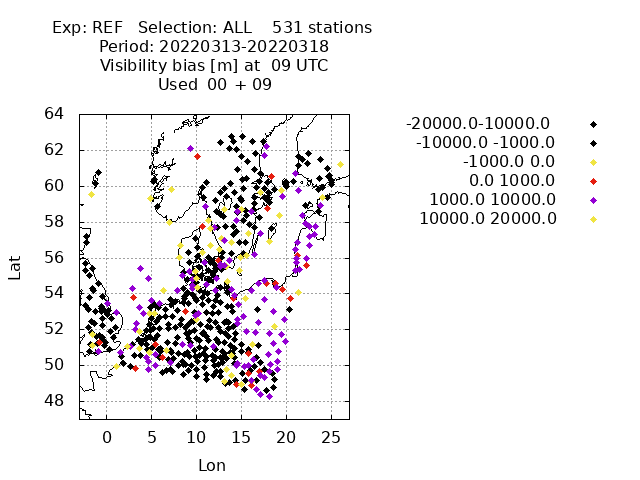 Exp: REF   Selection: ALL    531 stations
Period: 20220313-20220318
Visibility bias [m] at  09 UTC
Used  00 + 09
-20000.0-10000.0
-10000.0 -1000.0
-1000.0 0.0
0.0 1000.0
1000.0 10000.0
10000.0 20000.0
64
62
60
58
56
54
52
50
48
Lat
0 5 10 15 20 25
Lon